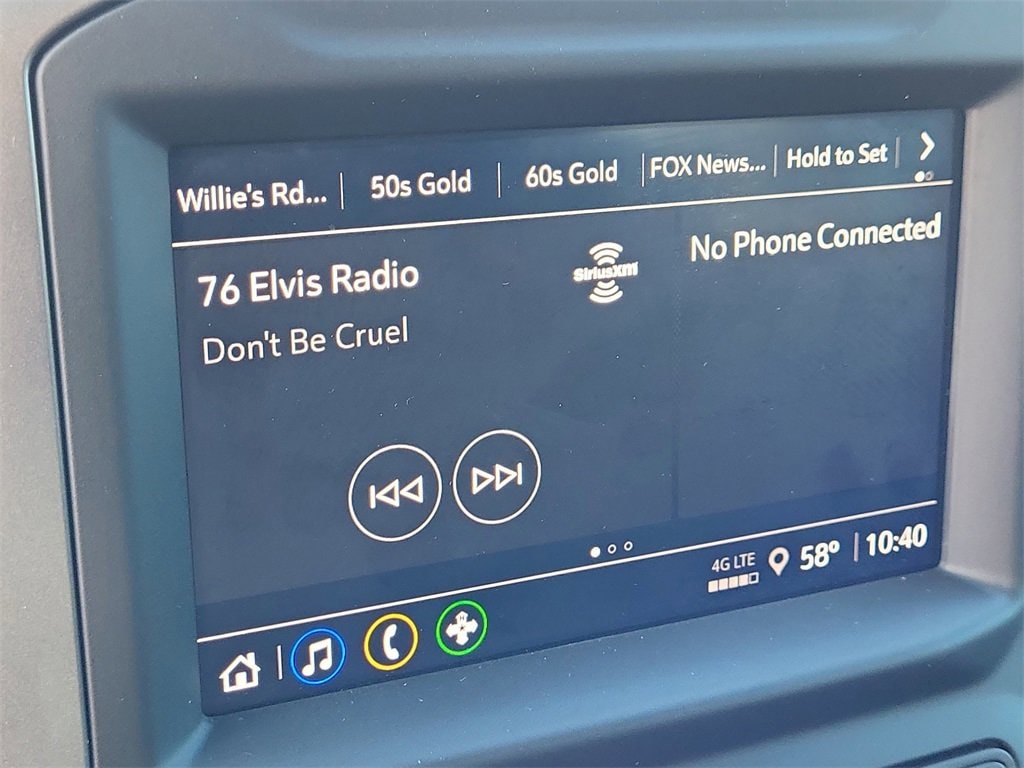 Willie's Rd... 50s Gold 60s Gold FOX News... Hold to Set
76 Elvis Radio
Don't Be Cruel
SiriusXM
No Phone Connected
4G LTE 58° 10:40